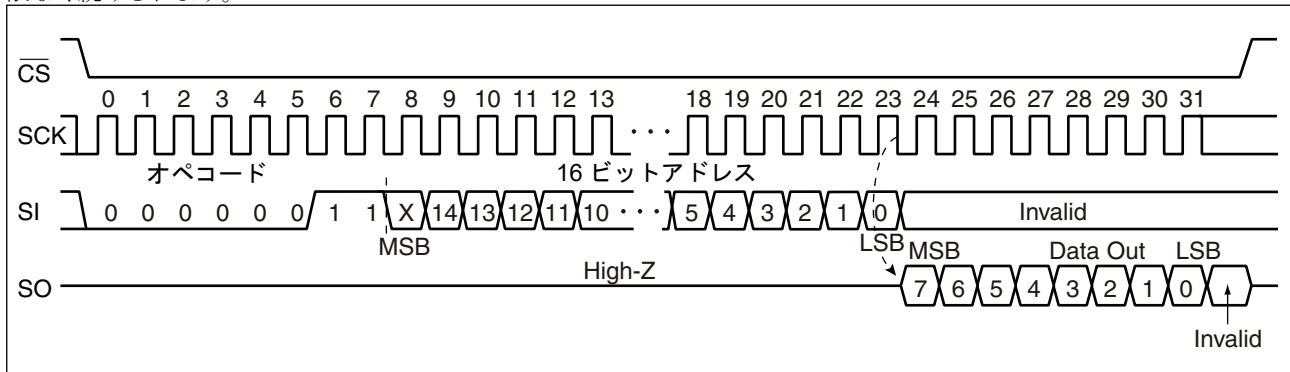 CS
0 1 2 3 4 5 6 7 8 9 10 11 12 13 18 19 20 21 22 23 24 25 26 27 28 29 30 31
SCK ···
オペコード 16 ビットアドレス
SI 0 0 0 0 0 0 1 1 X 14 13 12 11 10 ··· 5 4 3 2 1 0 Invalid
MSB LSB MSB Data Out LSB
High-Z
SO 7 6 5 4 3 2 1 0
Invalid